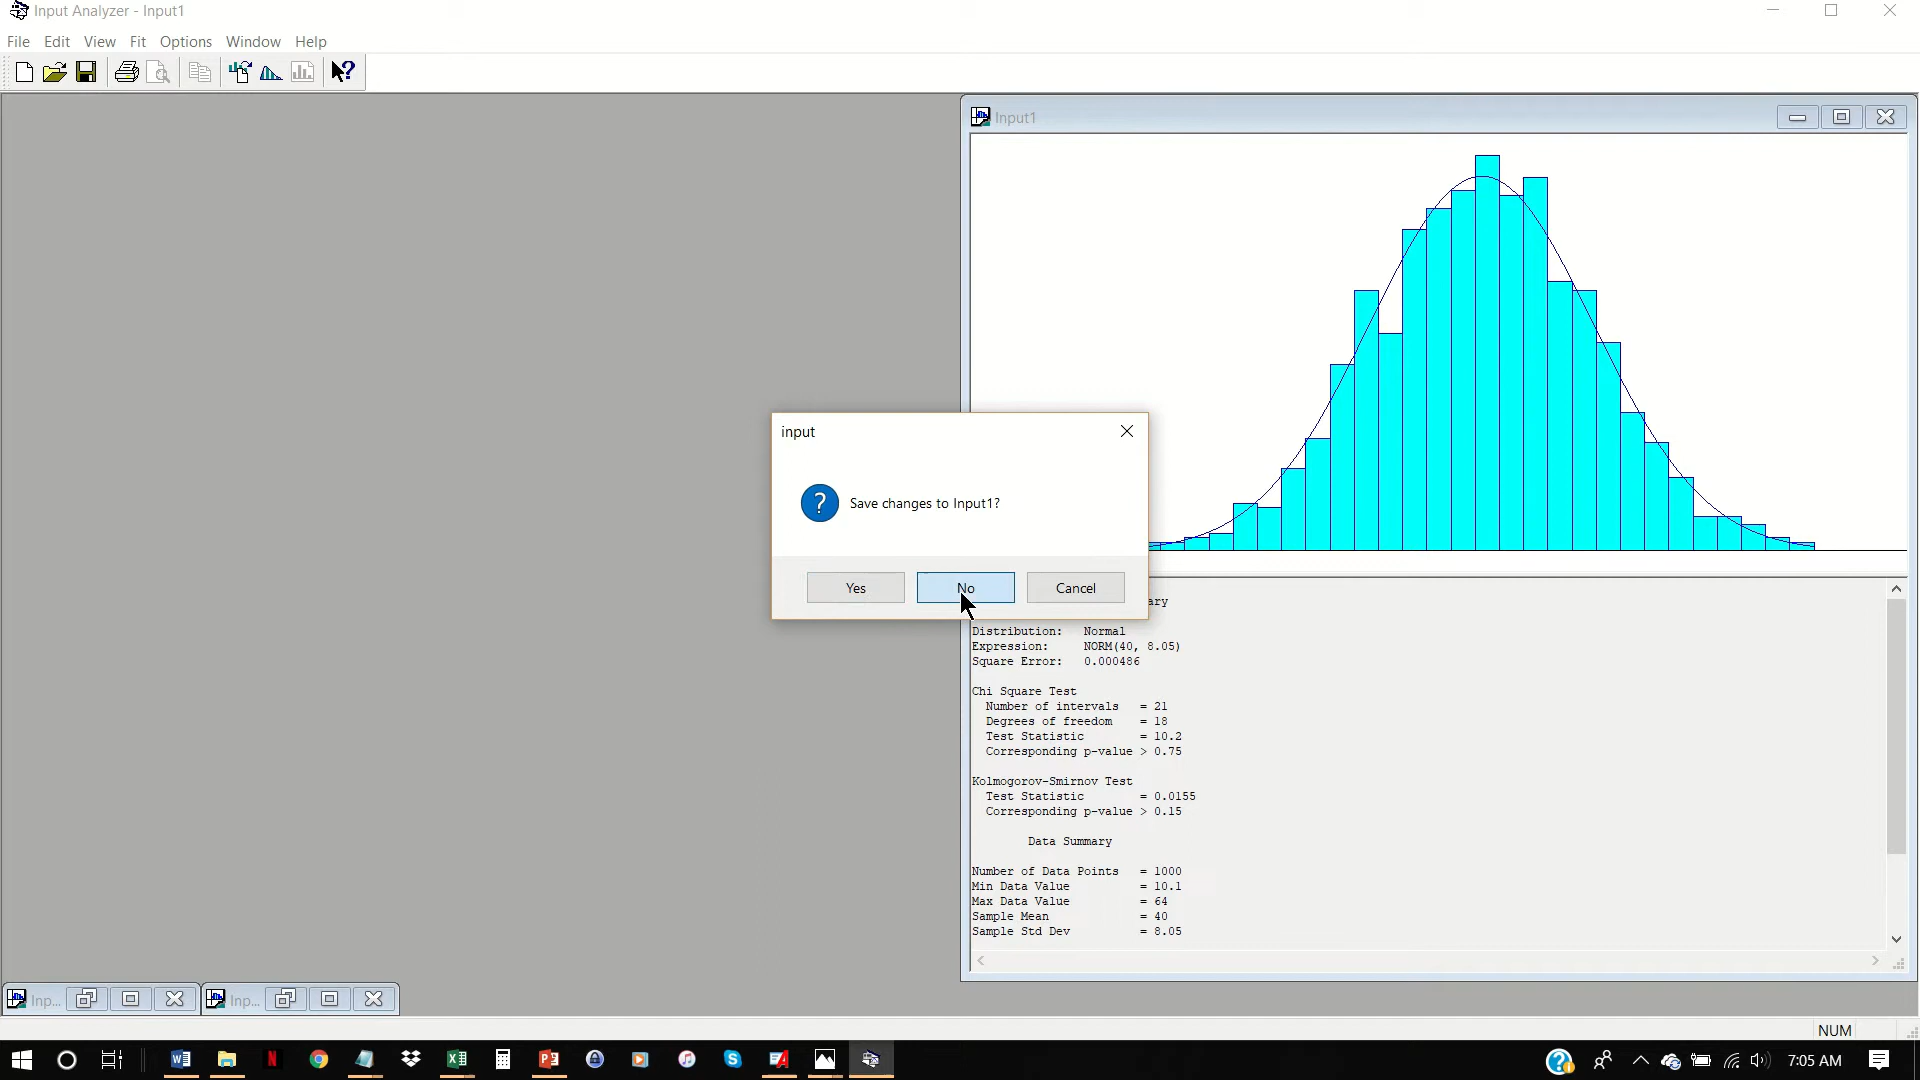 Input Analyzer - Input1
File Edit View Fit Options Window Help
Input1
input
Save changes to Input1?
Yes No Cancel
ary
Distribution: Normal
Expression: NORM(40, 8.05)
Square Error: 0.000486
Chi Square Test
Number of intervals = 21
Degrees of freedom = 18
Test Statistic = 10.2
Corresponding p-value > 0.75
Kolmogorov-Smirnov Test
Test Statistic = 0.0155
Corresponding p-value > 0.15
Data Summary
Number of Data Points = 1000
Min Data Value = 10.1
Max Data Value = 64
Sample Mean = 40
Sample Std Dev = 8.05
Inp... Inp...
NUM
7:05 AM